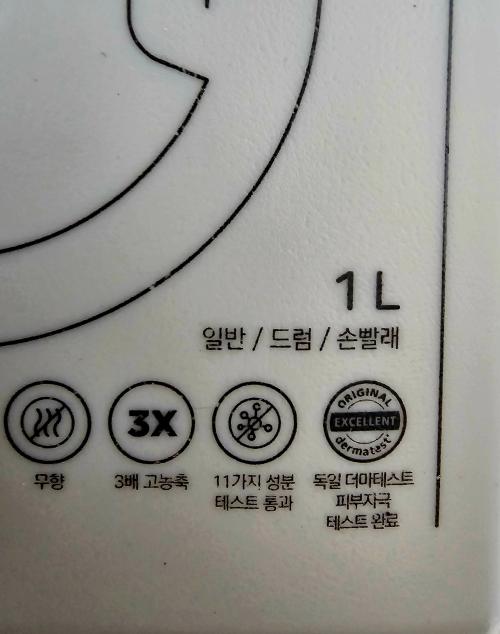 1 L
일반 / 드럼 / 손빨래
3X
ORIGINAL
EXCELLENT
dermatest
무향
3배 고농축
11가지 성분
테스트 통과
독일 더마테스트
피부자극
테스트 완료